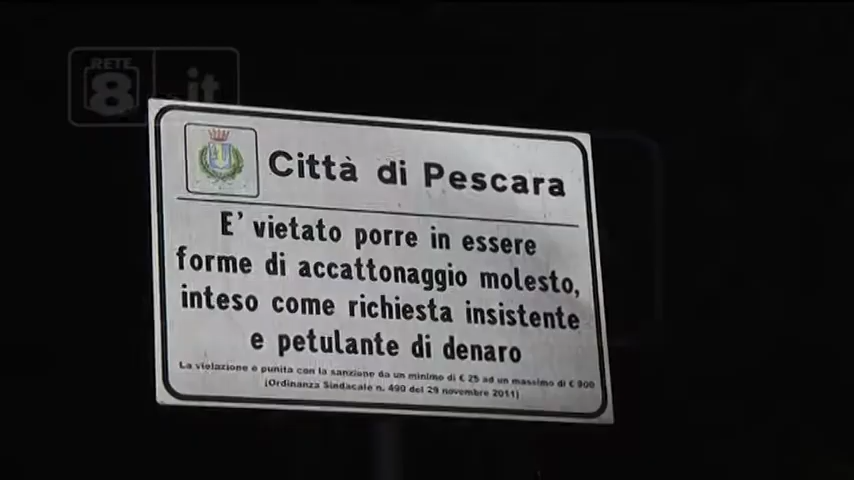 RETE
8
.it
Città di Pescara
E' vietato porre in essere
forme di accattonaggio molesto,
inteso come richiesta insistente
e petulante di denaro
La violazione è punita con la sanzione da un minimo di € 25 ad un massimo di € 900
(Ordinanza Sindacale n. 490 del 29 novembre 2011)